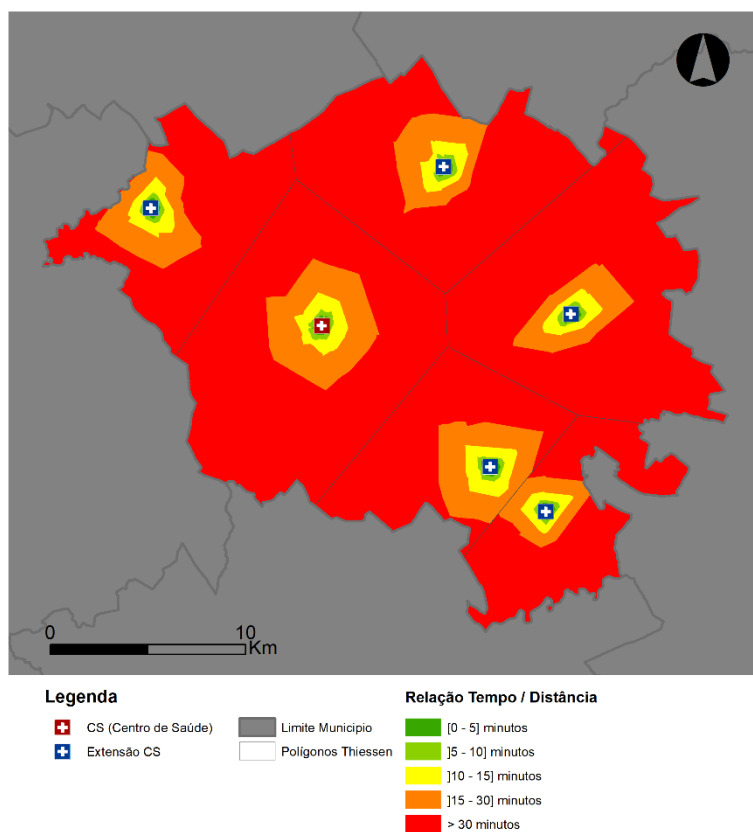 0 10
Km
Legenda
CS (Centro de Saúde)
Extensão CS
Limite Municipio
Polígonos Thiessen
Relação Tempo / Distância
[0 - 5] minutos
]5 - 10] minutos
]10 - 15] minutos
]15 - 30] minutos
> 30 minutos